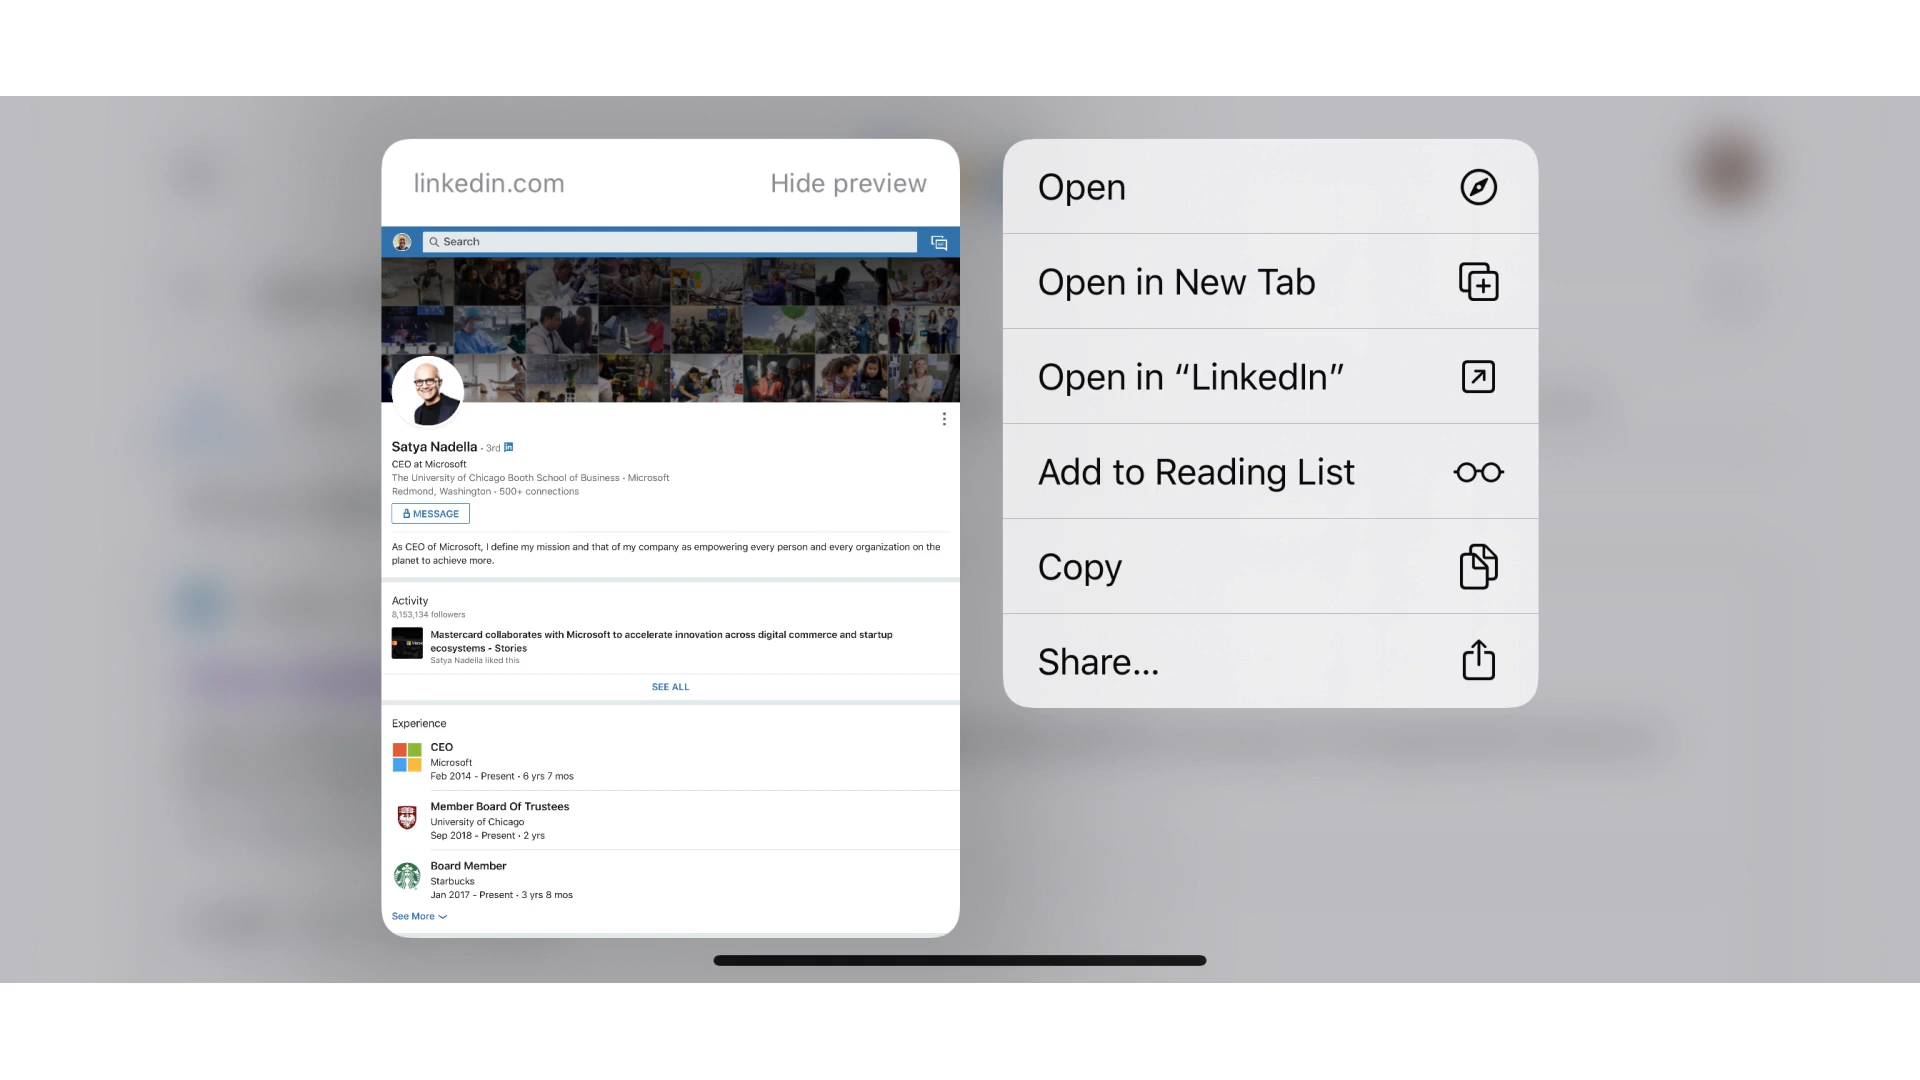 linkedin.com
Hide preview
Search
Satya Nadella · 3rd in
CEO at Microsoft
The University of Chicago Booth School of Business · Microsoft
Redmond, Washington · 500+ connections
MESSAGE
As CEO of Microsoft, I define my mission and that of my company as empowering every person and every organization on the
planet to achieve more.
Activity
8,153,134 followers
Mastercard collaborates with Microsoft to accelerate innovation across digital commerce and startup
ecosystems - Stories
Satya Nadella liked this
SEE ALL
Experience
CEO
Microsoft
Feb 2014 - Present · 6 yrs 7 mos
Member Board Of Trustees
University of Chicago
Sep 2018 - Present · 2 yrs
Board Member
Starbucks
Jan 2017 - Present · 3 yrs 8 mos
See More
Open
Open in New Tab
Open in “LinkedIn”
Add to Reading List
Copy
Share...